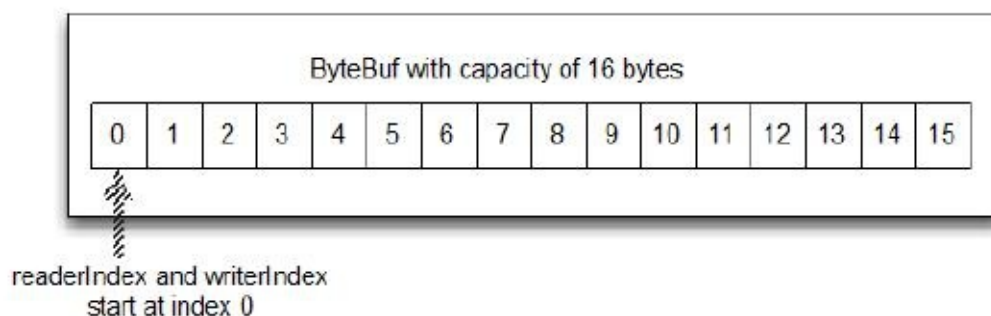 ByteBuf with capacity of 16 bytes
0 1 2 3 4 5 6 7 8 9 10 11 12 13 14 15
readerIndex and writerIndex
start at index 0